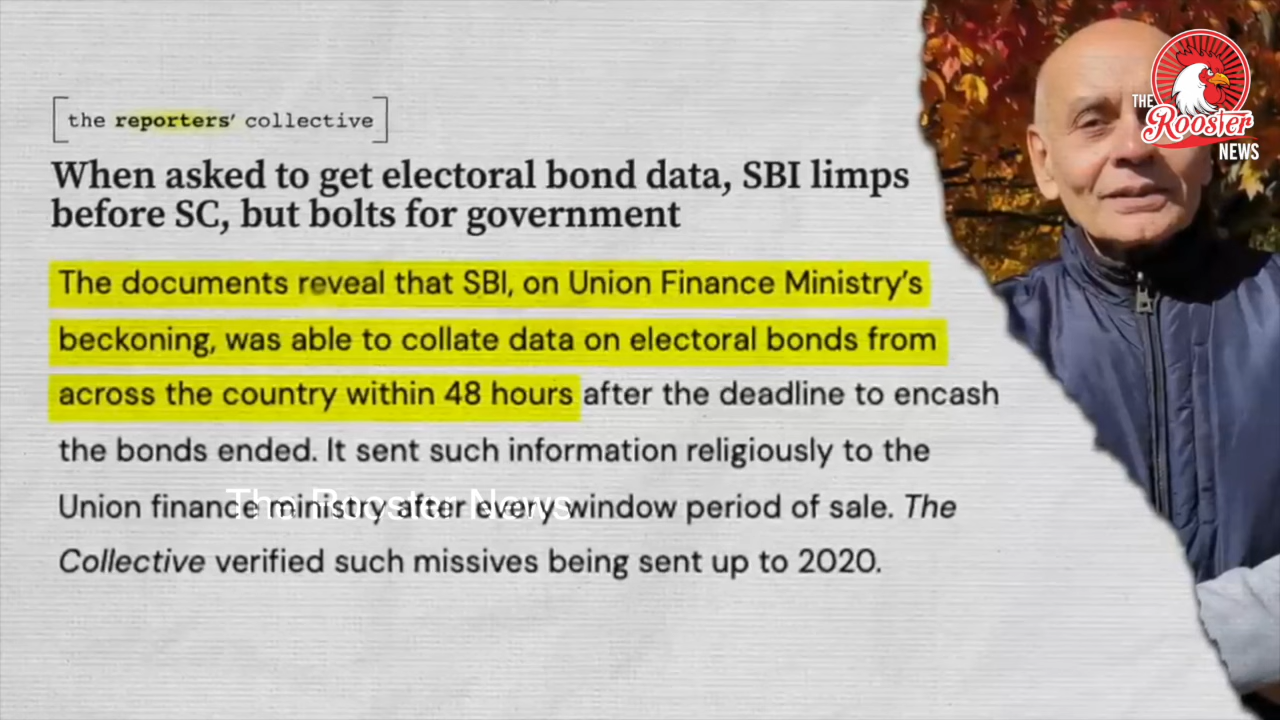 the reporters' collective
When asked to get electoral bond data, SBI limps
before SC, but bolts for government
The documents reveal that SBI, on Union Finance Ministry's
beckoning, was able to collate data on electoral bonds from
across the country within 48 hours after the deadline to encash
the bonds ended. It sent such information religiously to the
Union finance ministry after every window period of sale. The
Collective verified such missives being sent up to 2020.
The Rooster News
THE
Rooster
NEWS